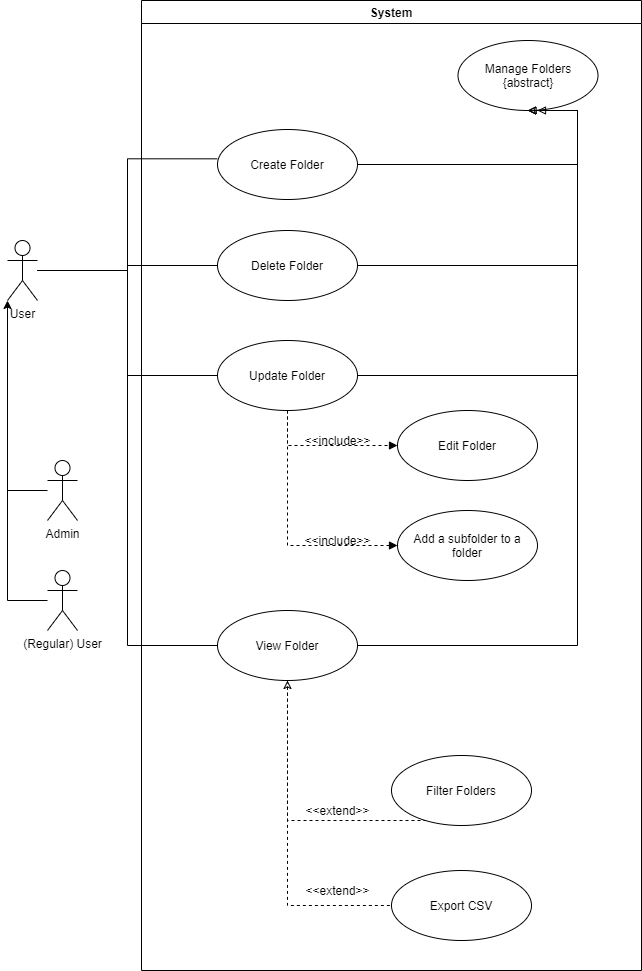 System
Manage Folders
{abstract}
Create Folder
Delete Folder
User
Update Folder
<<include>>
Edit Folder
Admin
<<include>>
Add a subfolder to a
folder
(Regular) User
View Folder
Filter Folders
<<extend>>
<<extend>>
Export CSV